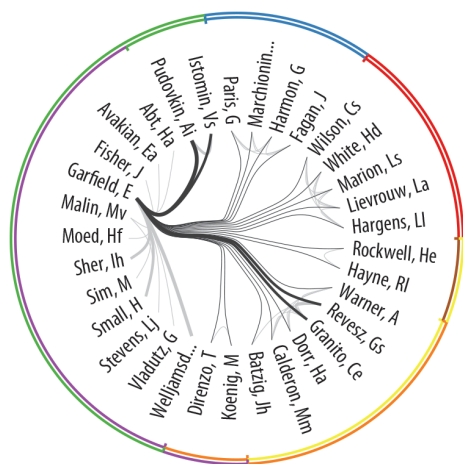 Paris, G
Marchionin...
Harmon, G
Fagan, J
Wilson, Cs
White, Hd
Marion, Ls
Lievrouw, La
Hargens, Ll
Rockwell, He
Hayne, Rl
Warner, A
Revesz, Gs
Granito, Ce
Dorr, Ha
Calderon, Mm
Batzig, Jh
Koenig, M
Direnzo, T
Welljamsd...
Vladutz, G
Stevens, Lj
Small, H
Sim, M
Sher, Ih
Moed, Hf
Malin, Mv
Garfield, E
Fisher, J
Avakian, Ea
Abt, Ha
Pudovkin, Ai
Istomin, Vs